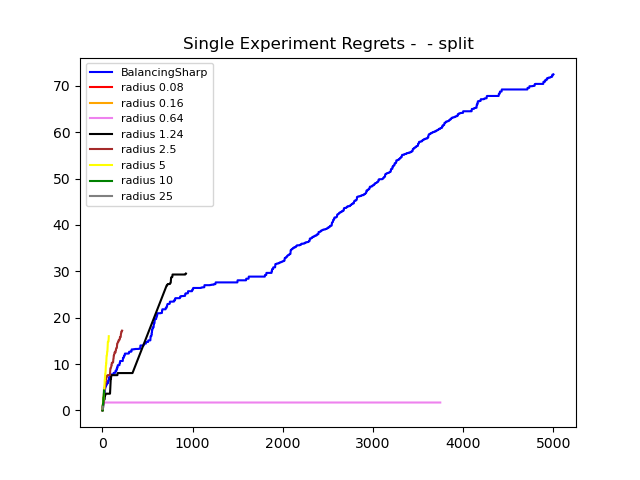 Single Experiment Regrets -  - split
BalancingSharp
radius 0.08
radius 0.16
radius 0.64
radius 1.24
radius 2.5
radius 5
radius 10
radius 25
70
60
50
40
30
20
10
0
0 1000 2000 3000 4000 5000